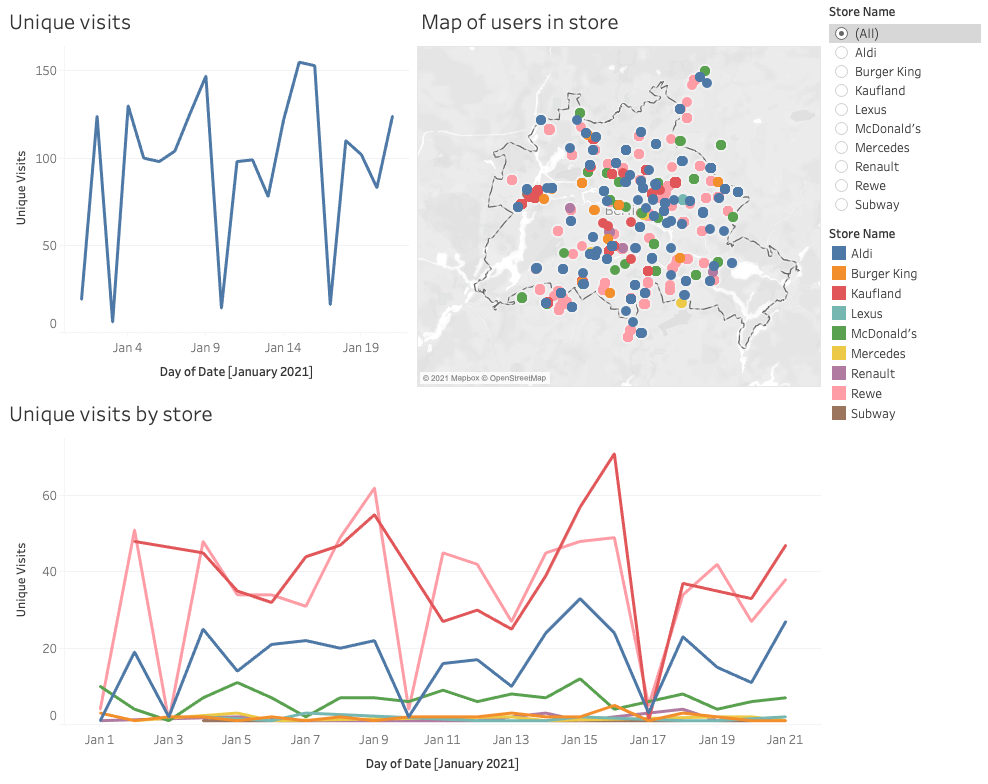 Unique visits
150
100
50
0
Unique Visits
Jan 4
Jan 9
Jan 14
Jan 19
Day of Date [January 2021]
Map of users in store
© 2021 Mapbox © OpenStreetMap
Store Name
(All)
Aldi
Burger King
Kaufland
Lexus
McDonald's
Mercedes
Renault
Rewe
Subway
Store Name
Aldi
Burger King
Kaufland
Lexus
McDonald's
Mercedes
Renault
Rewe
Subway
Unique visits by store
60
40
20
0
Unique Visits
Jan 1
Jan 3
Jan 5
Jan 7
Jan 9
Jan 11
Jan 13
Jan 15
Jan 17
Jan 19
Jan 21
Day of Date [January 2021]